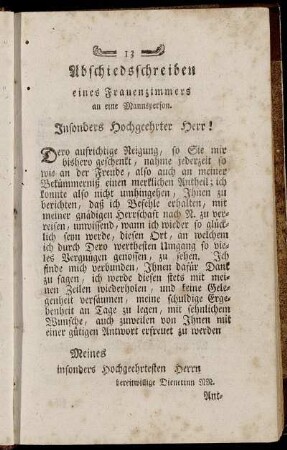 13
Abschiedsschreiben
eines Frauenzimmers
an eine Mannsperson.
Insonders Hochgeehrter Herr!
Dero aufrichtige Neigung, so Sie mir
bishero geschenkt, nahme jederzeit so
wie an der Freude, also auch an meiner
Bekümmerniß einen merklichen Antheil; ich
konnte also nicht umhingehen, Ihnen zu
berichten, daß ich Befehle erhalten, mit
meiner gnädigen Herrschaft nach N. zu ver-
reisen, unwissend, wann ich wieder so glück-
lich seyn werde, diesen Ort, an welchem
ich durch Dero werthesten Umgang so vie-
les Vergnügen genossen, zu sehen. Ich
finde mich verbunden, Ihnen dafür Dank
zu sagen, ich werde diesen stets mit mei-
nen Zeilen wiederholen, und keine Gele-
genheit versäumen, meine schuldige Erge-
benheit an Tage zu legen, mit sehnlichem
Wunsche, auch zuweilen von Ihnen mit
einer gütigen Antwort erfreuet zu werden
Meines
insonders Hochgeehrtesten Herrn
bereitwillige Dienerinn NN.
Ant-